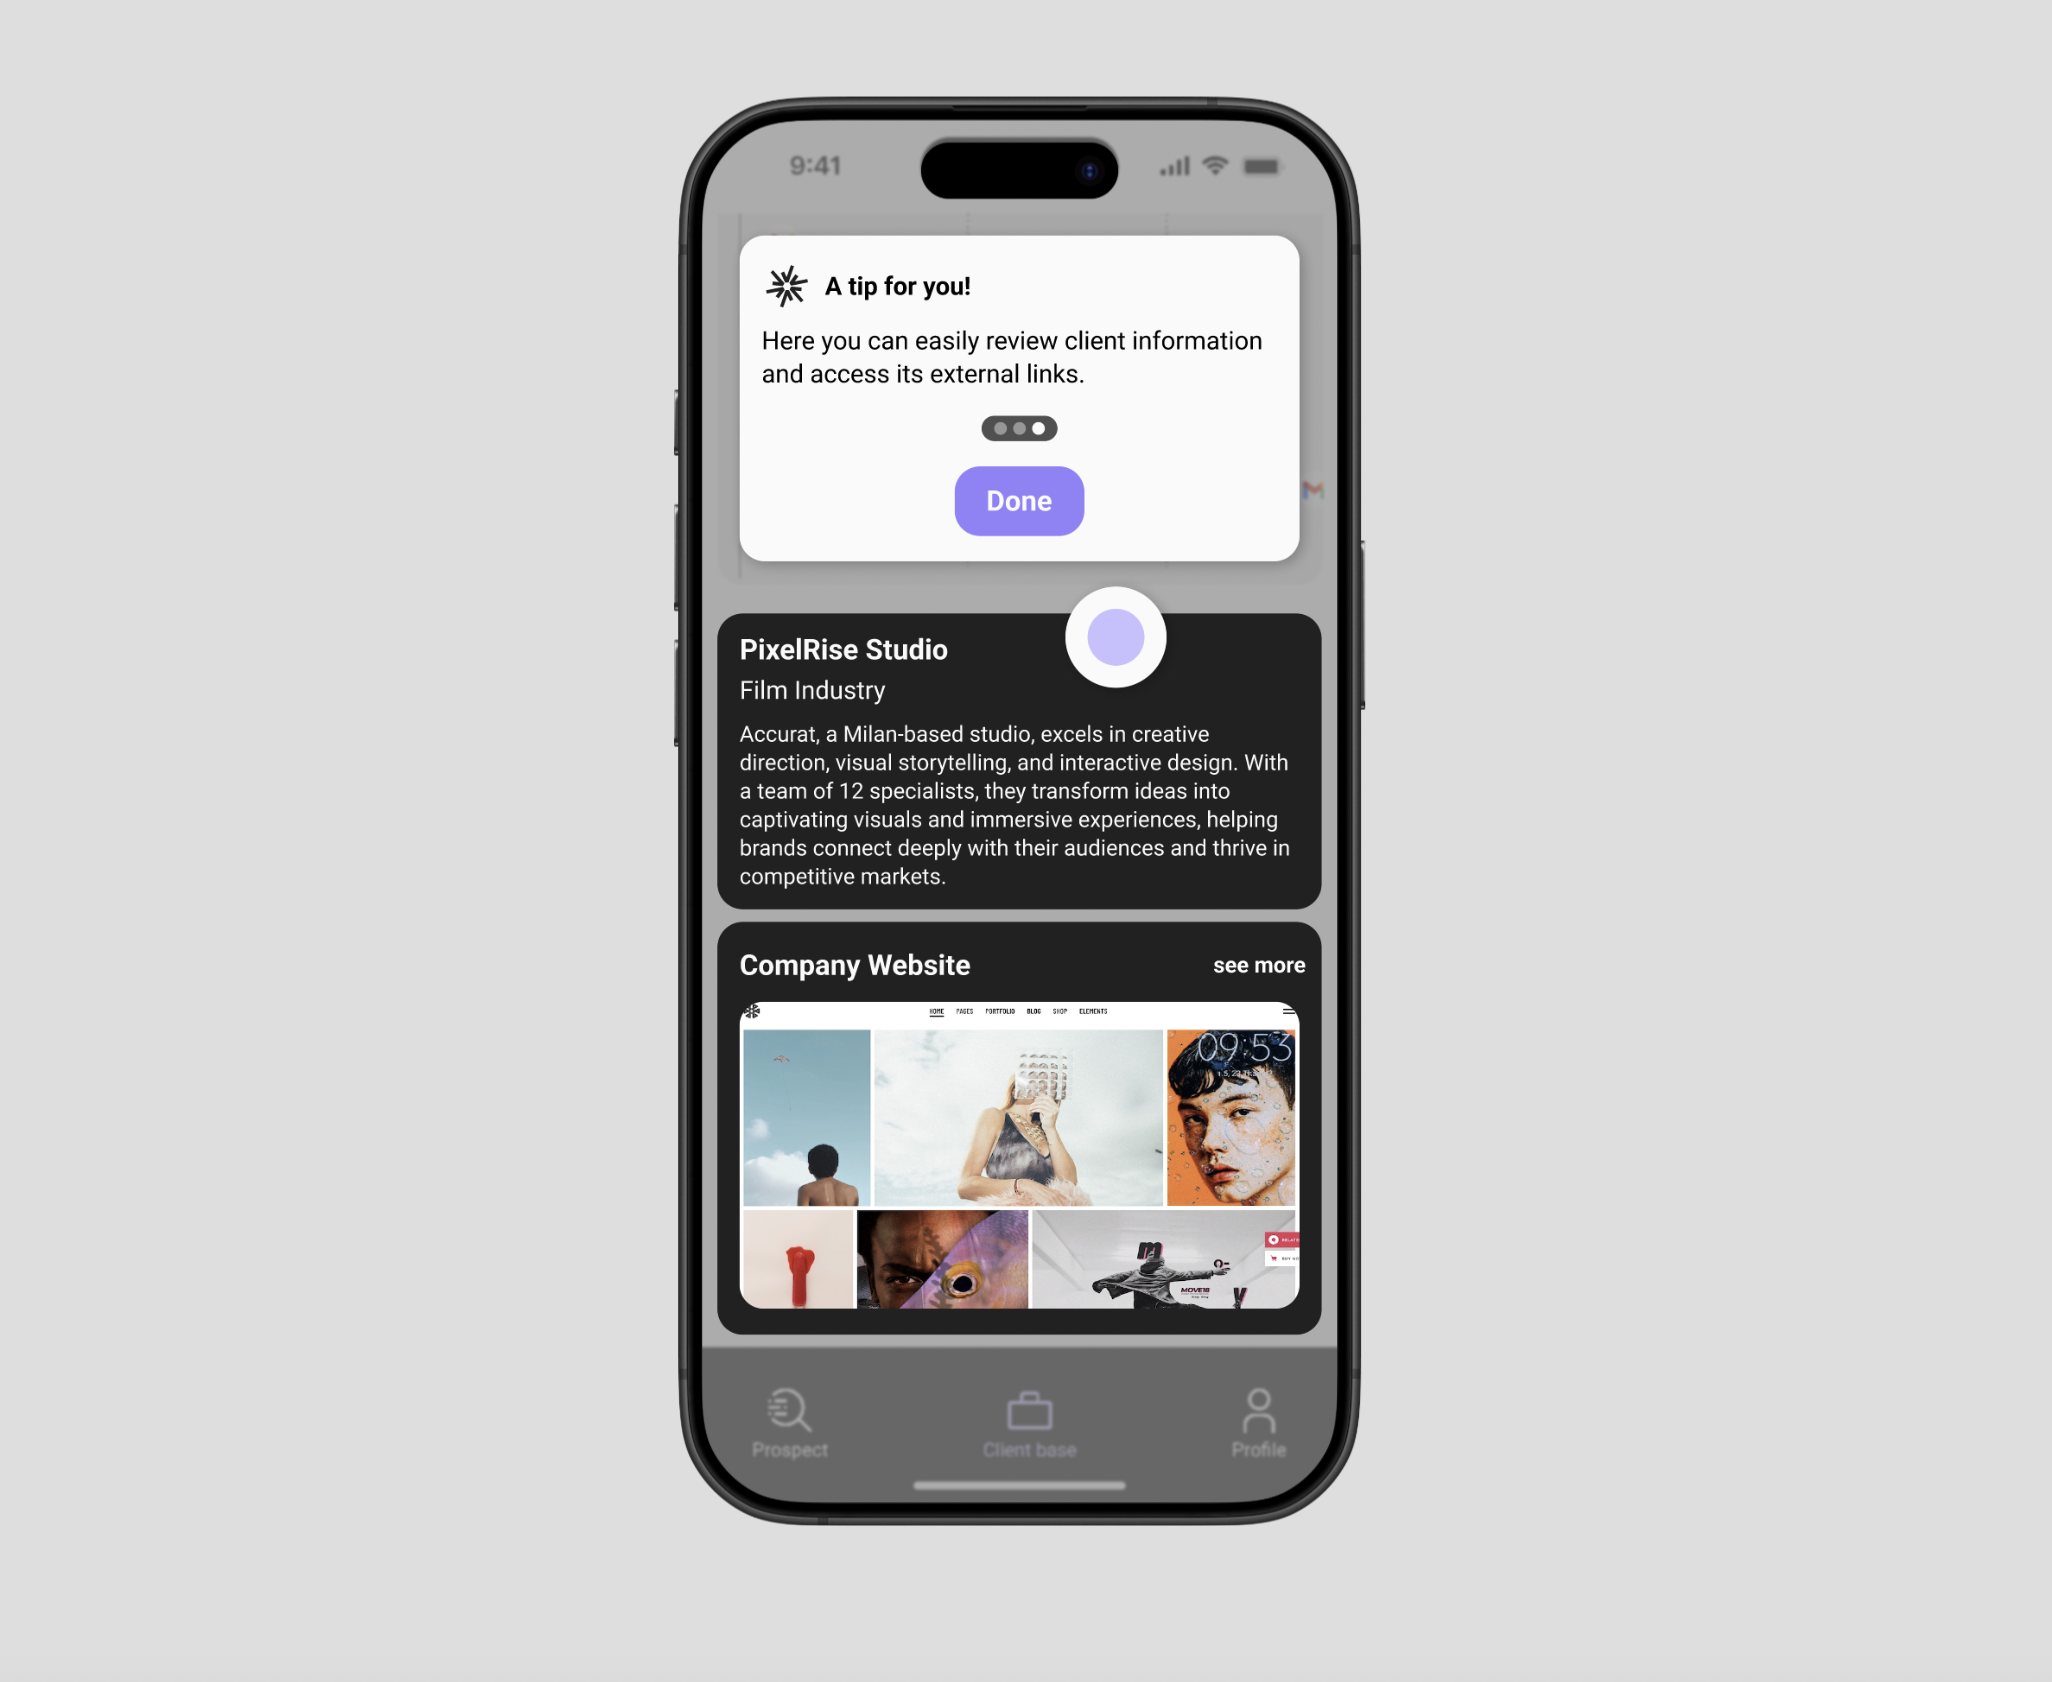 9:41
A tip for you!
Here you can easily review client information
and access its external links.
Done
PixelRise Studio
Film Industry
Accurat, a Milan-based studio, excels in creative
direction, visual storytelling, and interactive design. With
a team of 12 specialists, they transform ideas into
captivating visuals and immersive experiences, helping
brands connect deeply with their audiences and thrive in
competitive markets.
Company Website see more
HOME PAGES PORTFOLIO BLOG SHOP ELEMENTS
09:53
m
MOVE18
Prospect Client base Profile